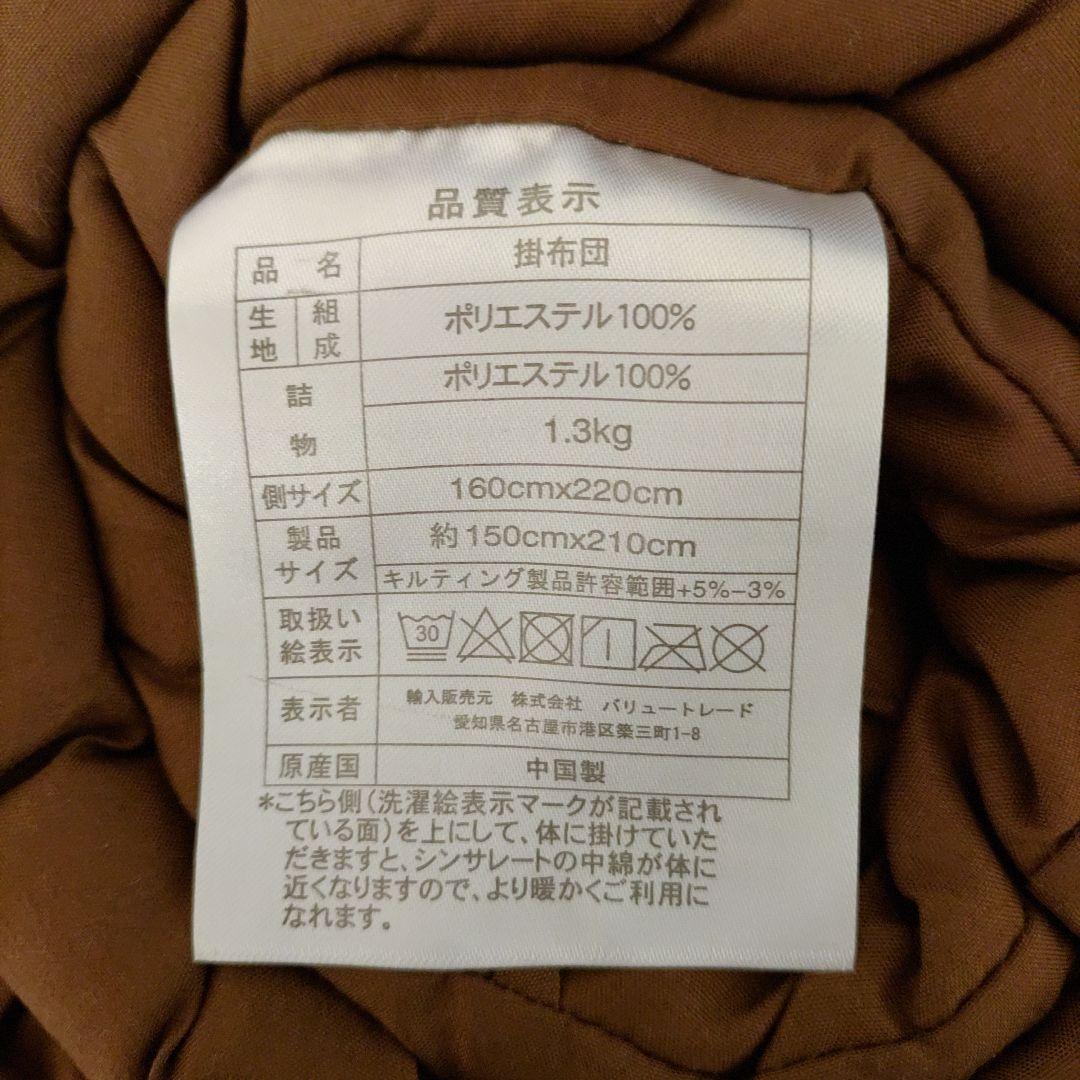 品質表示
品名 掛布団
生地 組成 ポリエステル100%
詰物 ポリエステル100%
1.3kg
側サイズ 160cmx220cm
製品サイズ 約150cmx210cm
キルティング製品許容範囲+5%-3%
取扱い絵表示 30
表示者 輸入販売元 株式会社 バリュートレード
愛知県名古屋市港区築三町1-8
原産国 中国製
*こちら側(洗濯絵表示マークが記載され
ている面)を上にして、体に掛けていた
だきますと、シンサレートの中綿が体に
近くなりますので、より暖かくご利用に
なれます。